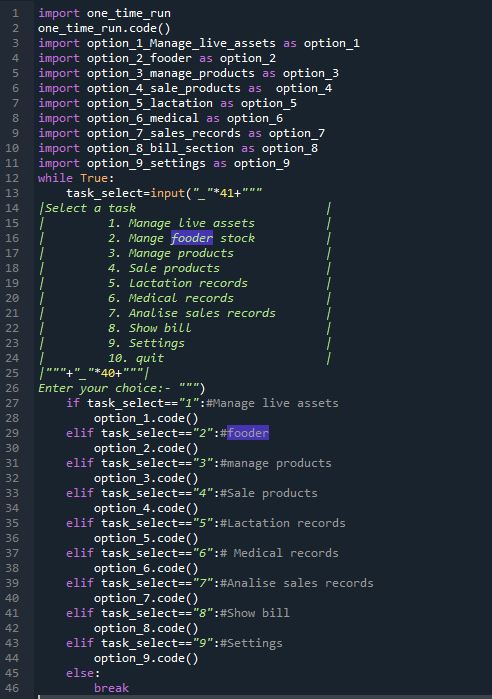 1 import one_time_run
2 one_time_run.code()
3 import option_1_Manage_live_assets as option_1
4 import option_2_fooder as option_2
5 import option_3_manage_products as option_3
6 import option_4_sale_products as  option_4
7 import option_5_lactation as option_5
8 import option_6_medical as option_6
9 import option_7_sales_records as option_7
10 import option_8_bill_section as option_8
11 import option_9_settings as option_9
12 while True:
13     task_select=input("_"*41+"""
14 |Select a task                           |
15 |         1. Manage live assets          |
16 |         2. Mange fooder stock          |
17 |         3. Manage products             |
18 |         4. Sale products               |
19 |         5. Lactation records           |
20 |         6. Medical records             |
21 |         7. Analise sales records       |
22 |         8. Show bill                   |
23 |         9. Settings                    |
24 |         10. quit                       |
25 |"""+"_"*40+"""|
26 Enter your choice:- """)
27     if task_select=="1":#Manage live assets
28         option_1.code()
29     elif task_select=="2":#fooder
30         option_2.code()
31     elif task_select=="3":#manage products
32         option_3.code()
33     elif task_select=="4":#Sale products
34         option_4.code()
35     elif task_select=="5":#Lactation records
36         option_5.code()
37     elif task_select=="6":# Medical records
38         option_6.code()
39     elif task_select=="7":#Analise sales records
40         option_7.code()
41     elif task_select=="8":#Show bill
42         option_8.code()
43     elif task_select=="9":#Settings
44         option_9.code()
45     else:
46         break